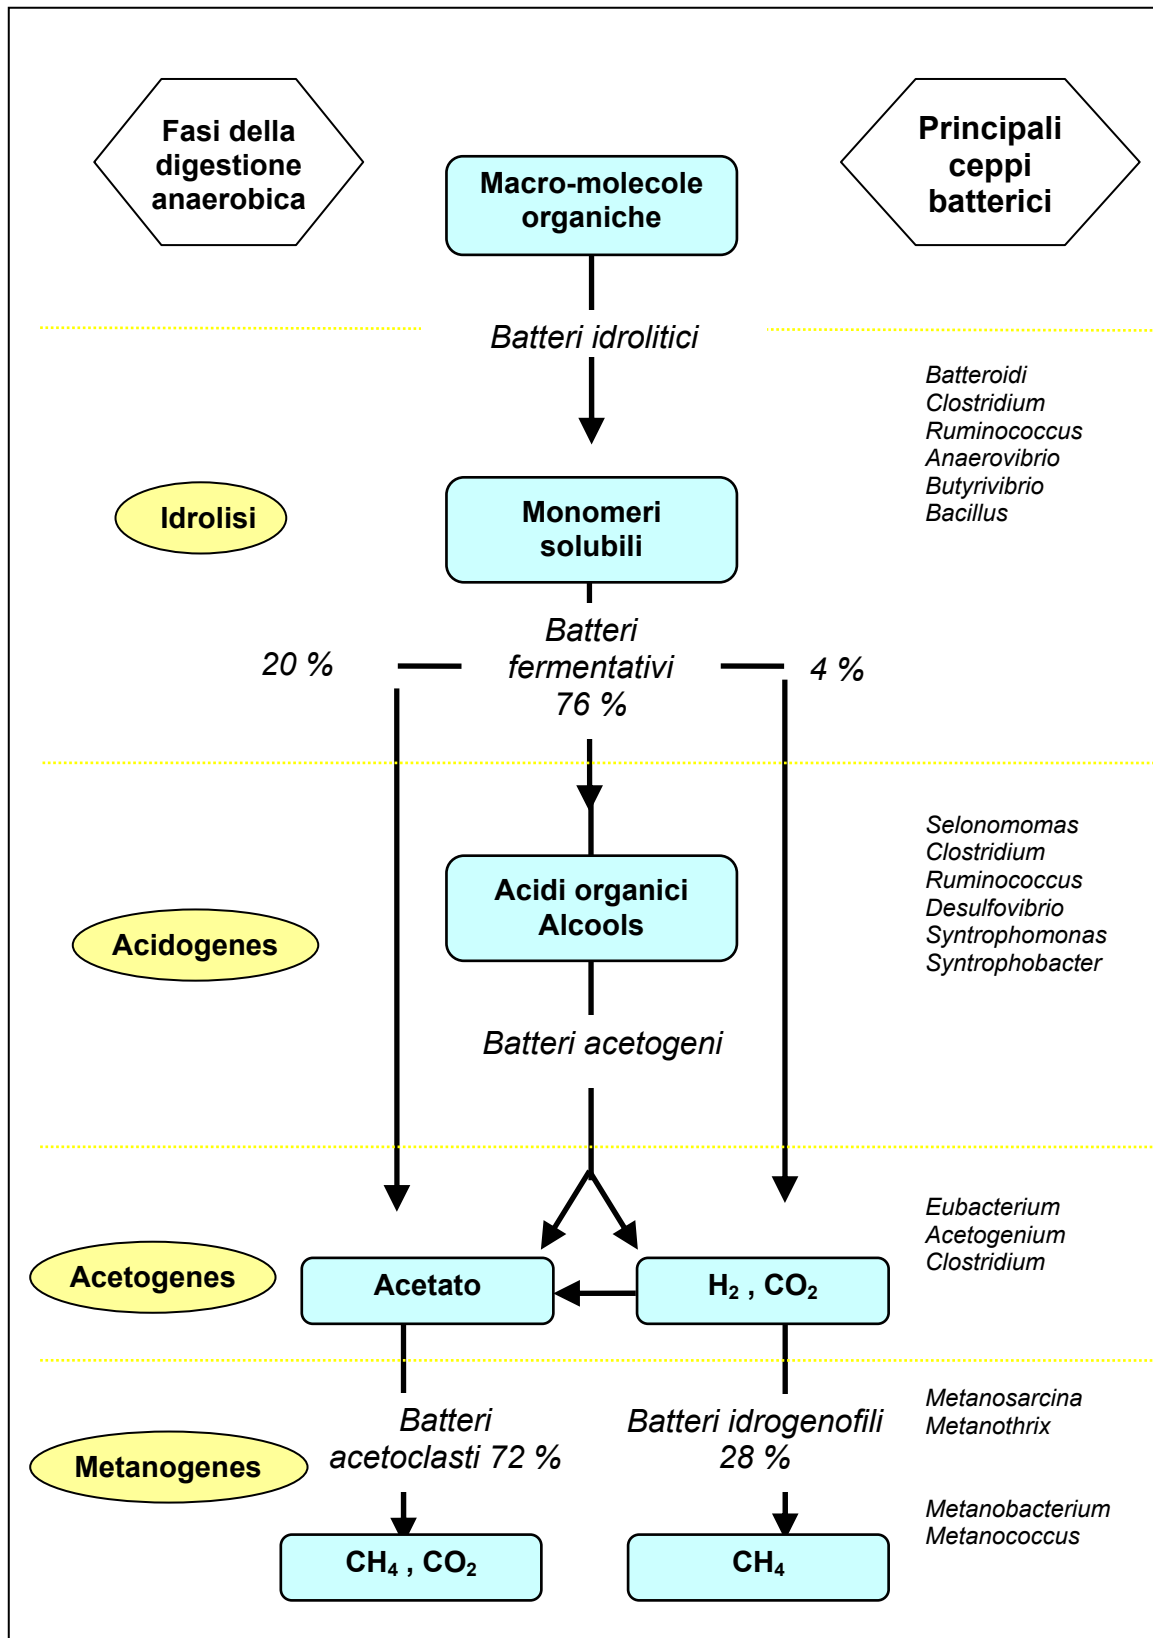 Fasi della
digestione
anaerobica
Principali
ceppi
batterici
Macro-molecole
organiche
Batteri idrolitici
Batteroidi
Clostridium
Ruminococcus
Anaerovibrio
Butyrivibrio
Bacillus
Idrolisi
Monomeri
solubili
Batteri
fermentativi
76 %
20 %
4 %
Selonomomas
Clostridium
Ruminococcus
Desulfovibrio
Syntrophomonas
Syntrophobacter
Acidogenes
Acidi organici
Alcools
Batteri acetogeni
Eubacterium
Acetogenium
Clostridium
Acetogenes
Acetato
H₂ , CO₂
Metanosarcina
Metanothrix
Metanogenes
Batteri
acetoclasti 72 %
Batteri idrogenofili
28 %
Metanobacterium
Metanococcus
CH₄ , CO₂
CH₄